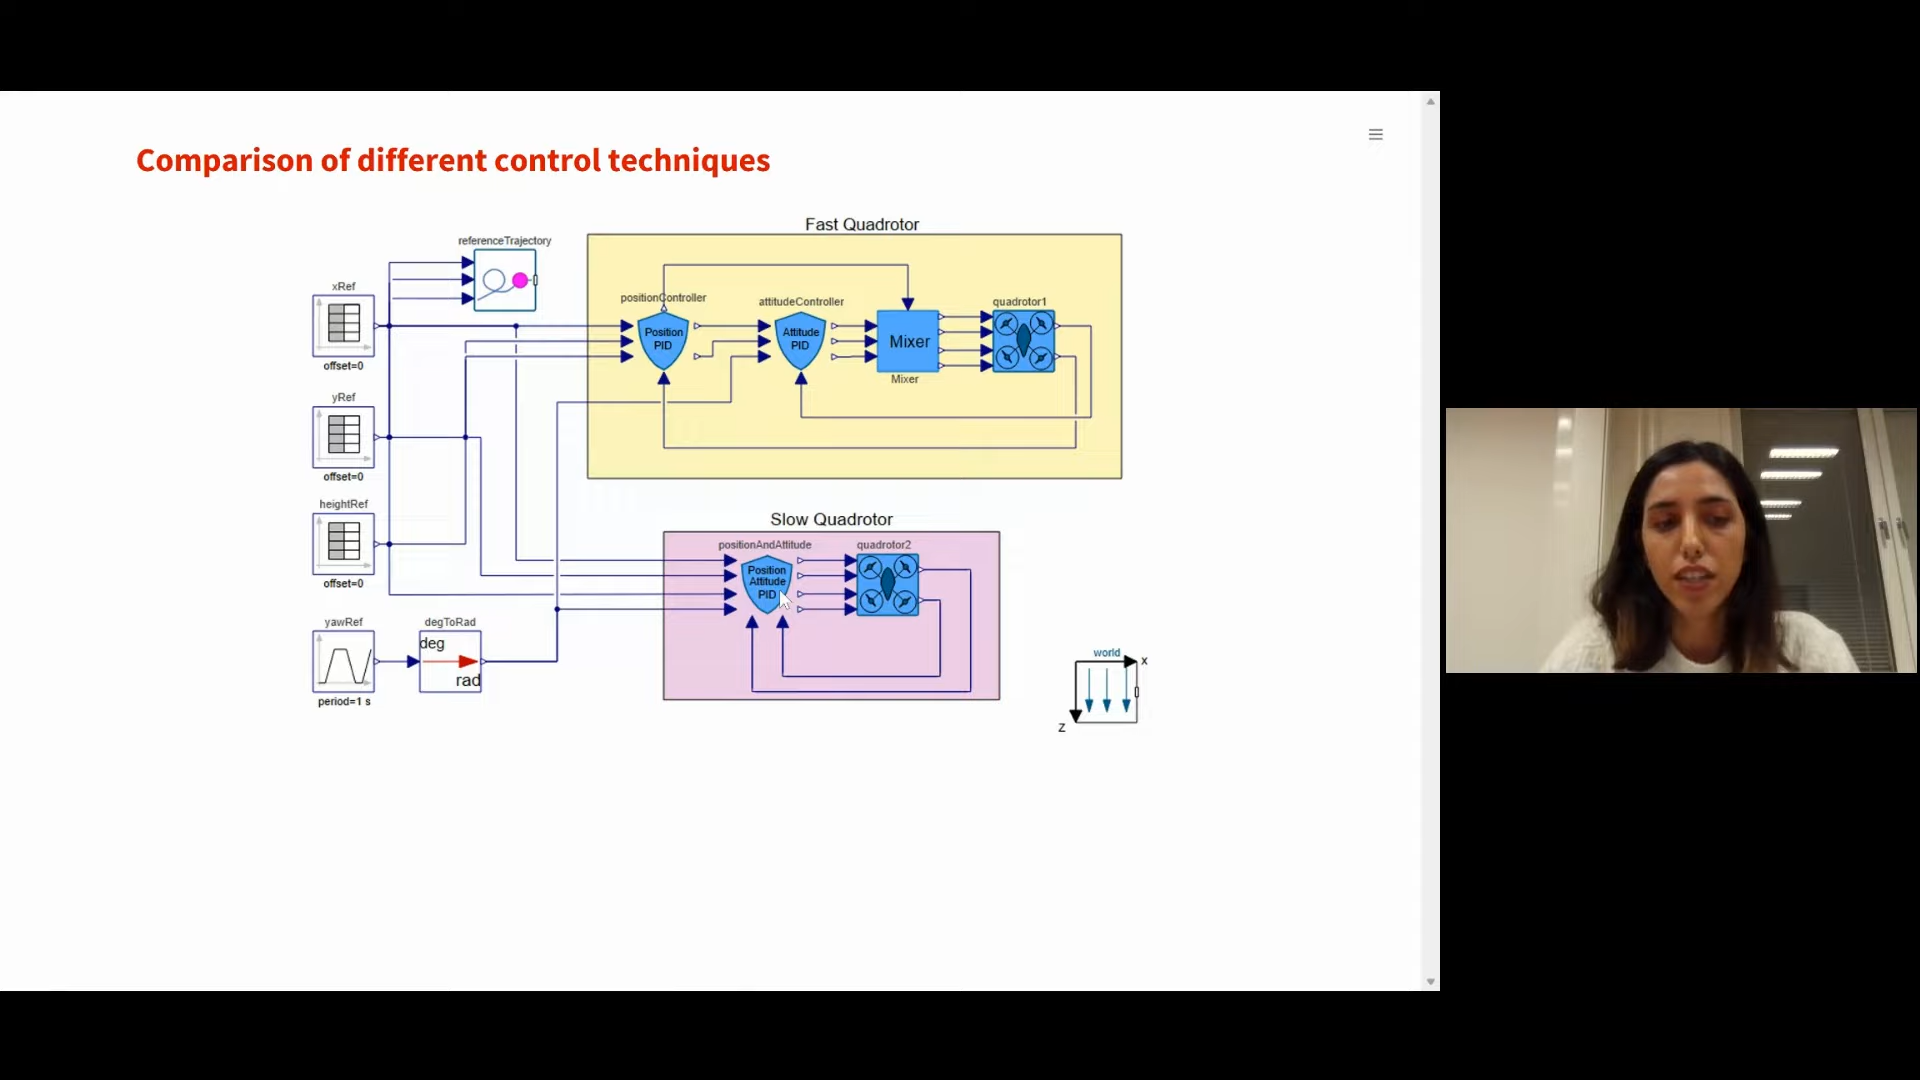 Comparison of different control techniques
Fast Quadrotor
referenceTrajectory
xRef
offset=0
positionController
Position
PID
attitudeController
Attitude
PID
Mixer
Mixer
quadrotor1
yRef
offset=0
heightRef
offset=0
Slow Quadrotor
positionAndAttitude
Position
Attitude
PID
quadrotor2
yawRef
period=1 s
degToRad
deg
rad
world
x
z